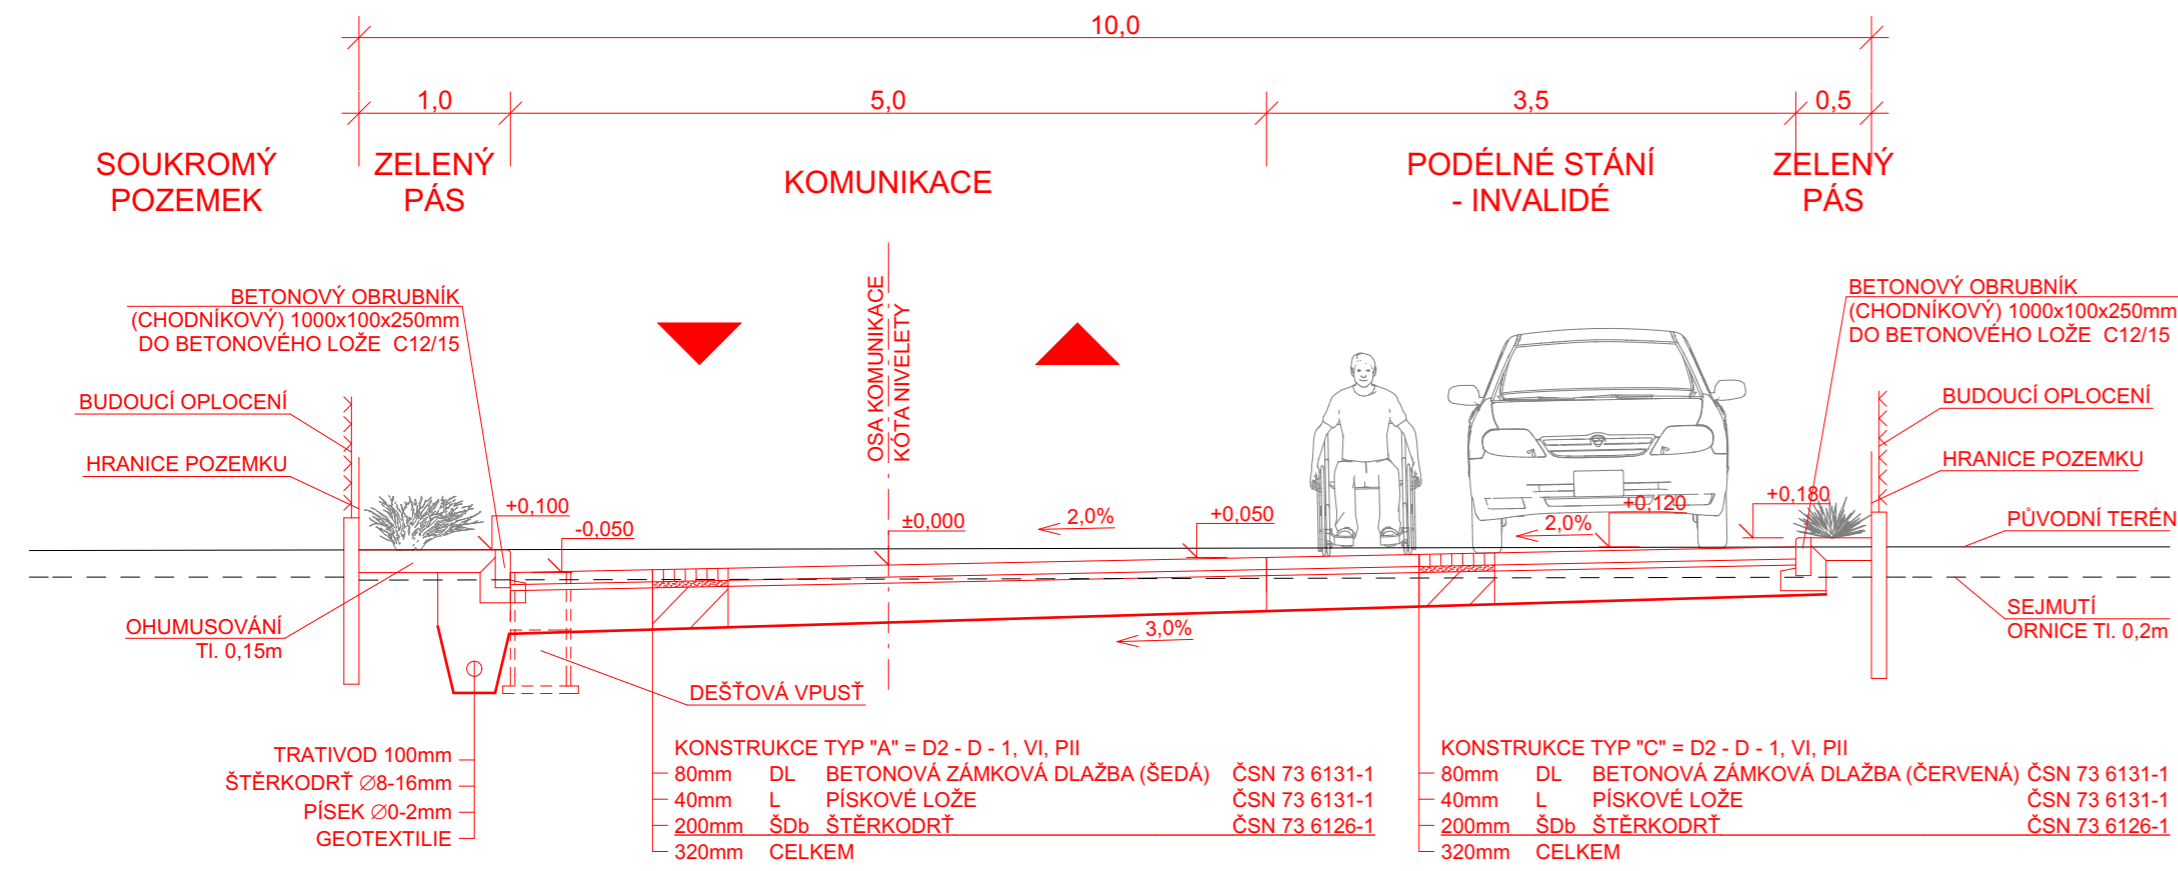 10,0
1,0
5,0
3,5
0,5
SOUKROMÝ
POZEMEK
ZELENÝ
PÁS
KOMUNIKACE
PODÉLNÉ STÁNÍ
- INVALIDÉ
ZELENÝ
PÁS
BETONOVÝ OBRUBNÍK
(CHODNÍKOVÝ) 1000x100x250mm
DO BETONOVÉHO LOŽE C12/15
BUDOUCÍ OPLOCENÍ
HRANICE POZEMKU
OSA KOMUNIKACE
KÓTA NIVELETY
BETONOVÝ OBRUBNÍK
(CHODNÍKOVÝ) 1000x100x250mm
DO BETONOVÉHO LOŽE C12/15
BUDOUCÍ OPLOCENÍ
HRANICE POZEMKU
+0,100
-0,050
±0,000
2,0%
+0,050
2,0%
+0,120
+0,180
PŮVODNÍ TERÉN
OHUMUSOVÁNÍ
Tl. 0,15m
3,0%
SEJMUTÍ
ORNICE Tl. 0,2m
DEŠŤOVÁ VPUSŤ
TRATIVOD 100mm
ŠTĚRKODRŤ Ø8-16mm
PÍSEK Ø0-2mm
GEOTEXTILIE
KONSTRUKCE TYP "A" = D2 - D - 1, VI, PII
80mm DL BETONOVÁ ZÁMKOVÁ DLAŽBA (ŠEDÁ) ČSN 73 6131-1
40mm L PÍSKOVÉ LOŽE ČSN 73 6131-1
200mm ŠDb ŠTĚRKODRŤ ČSN 73 6126-1
320mm CELKEM
KONSTRUKCE TYP "C" = D2 - D - 1, VI, PII
80mm DL BETONOVÁ ZÁMKOVÁ DLAŽBA (ČERVENÁ) ČSN 73 6131-1
40mm L PÍSKOVÉ LOŽE ČSN 73 6131-1
200mm ŠDb ŠTĚRKODRŤ ČSN 73 6126-1
320mm CELKEM